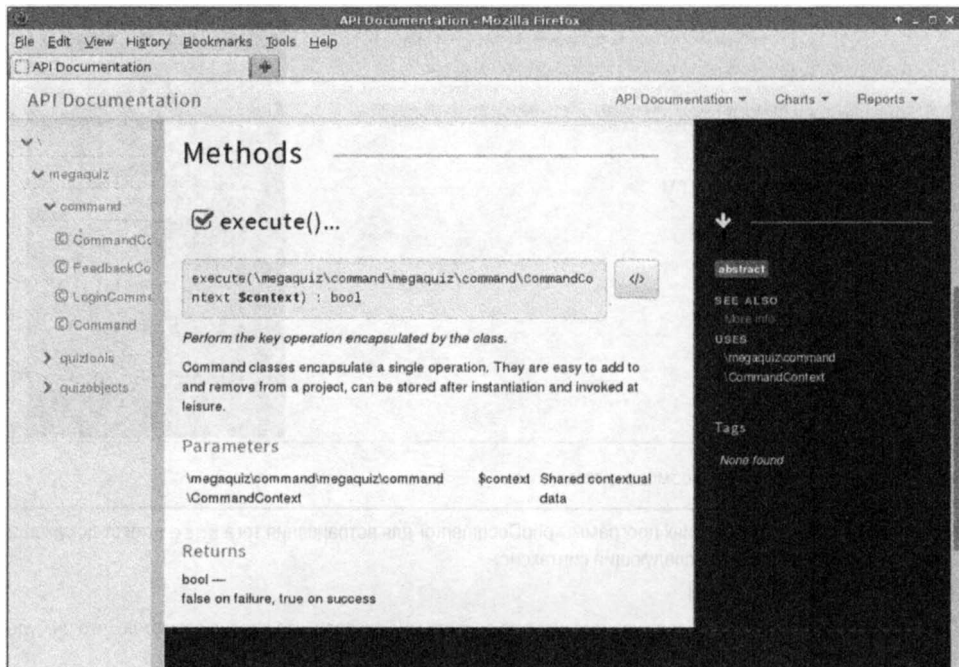 API Documentation - Mozilla Firefox
File Edit View History Bookmarks Tools Help
API Documentation
API Documentation
API Documentation Charts Reports
\
megaquiz
command
CommandCo
FeedbackCo
LoginComma
Command
quiztools
quizobjects
Methods
execute()...
execute(\megaquiz\command\megaquiz\command\CommandCo
ntext $context) : bool
</>
Perform the key operation encapsulated by the class.
Command classes encapsulate a single operation. They are easy to add to
and remove from a project, can be stored after instantiation and invoked at
leisure.
Parameters
\megaquiz\command\megaquiz\command $context Shared contextual
\CommandContext data
Returns
bool —
false on failure, true on success
abstract
SEE ALSO
More info
USES
\megaquiz\command
\CommandContext
Tags
None found